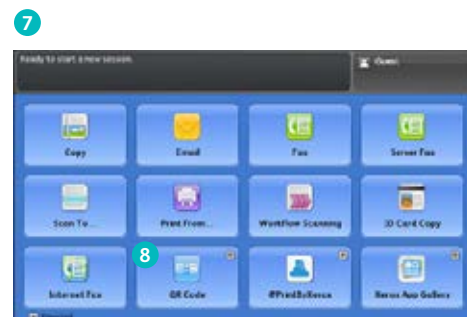 7
Ready to start a new session.
Guest
Copy
Email
Fax
Server Fax
Scan To...
Print From...
Workflow Scanning
ID Card Copy
8
Internet Fax
QR Code
@PrintByXerox
Xerox App Gallery